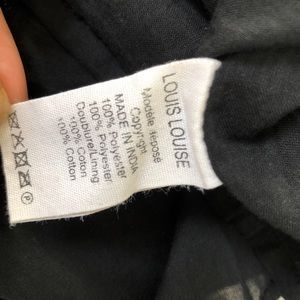 LOUIS LOUISE
Modèle déposé
Copyright
MADE IN INDIA
100% Polyester
100% Polyester
Doublure/Lining
100% Cotton
100% Coton
P